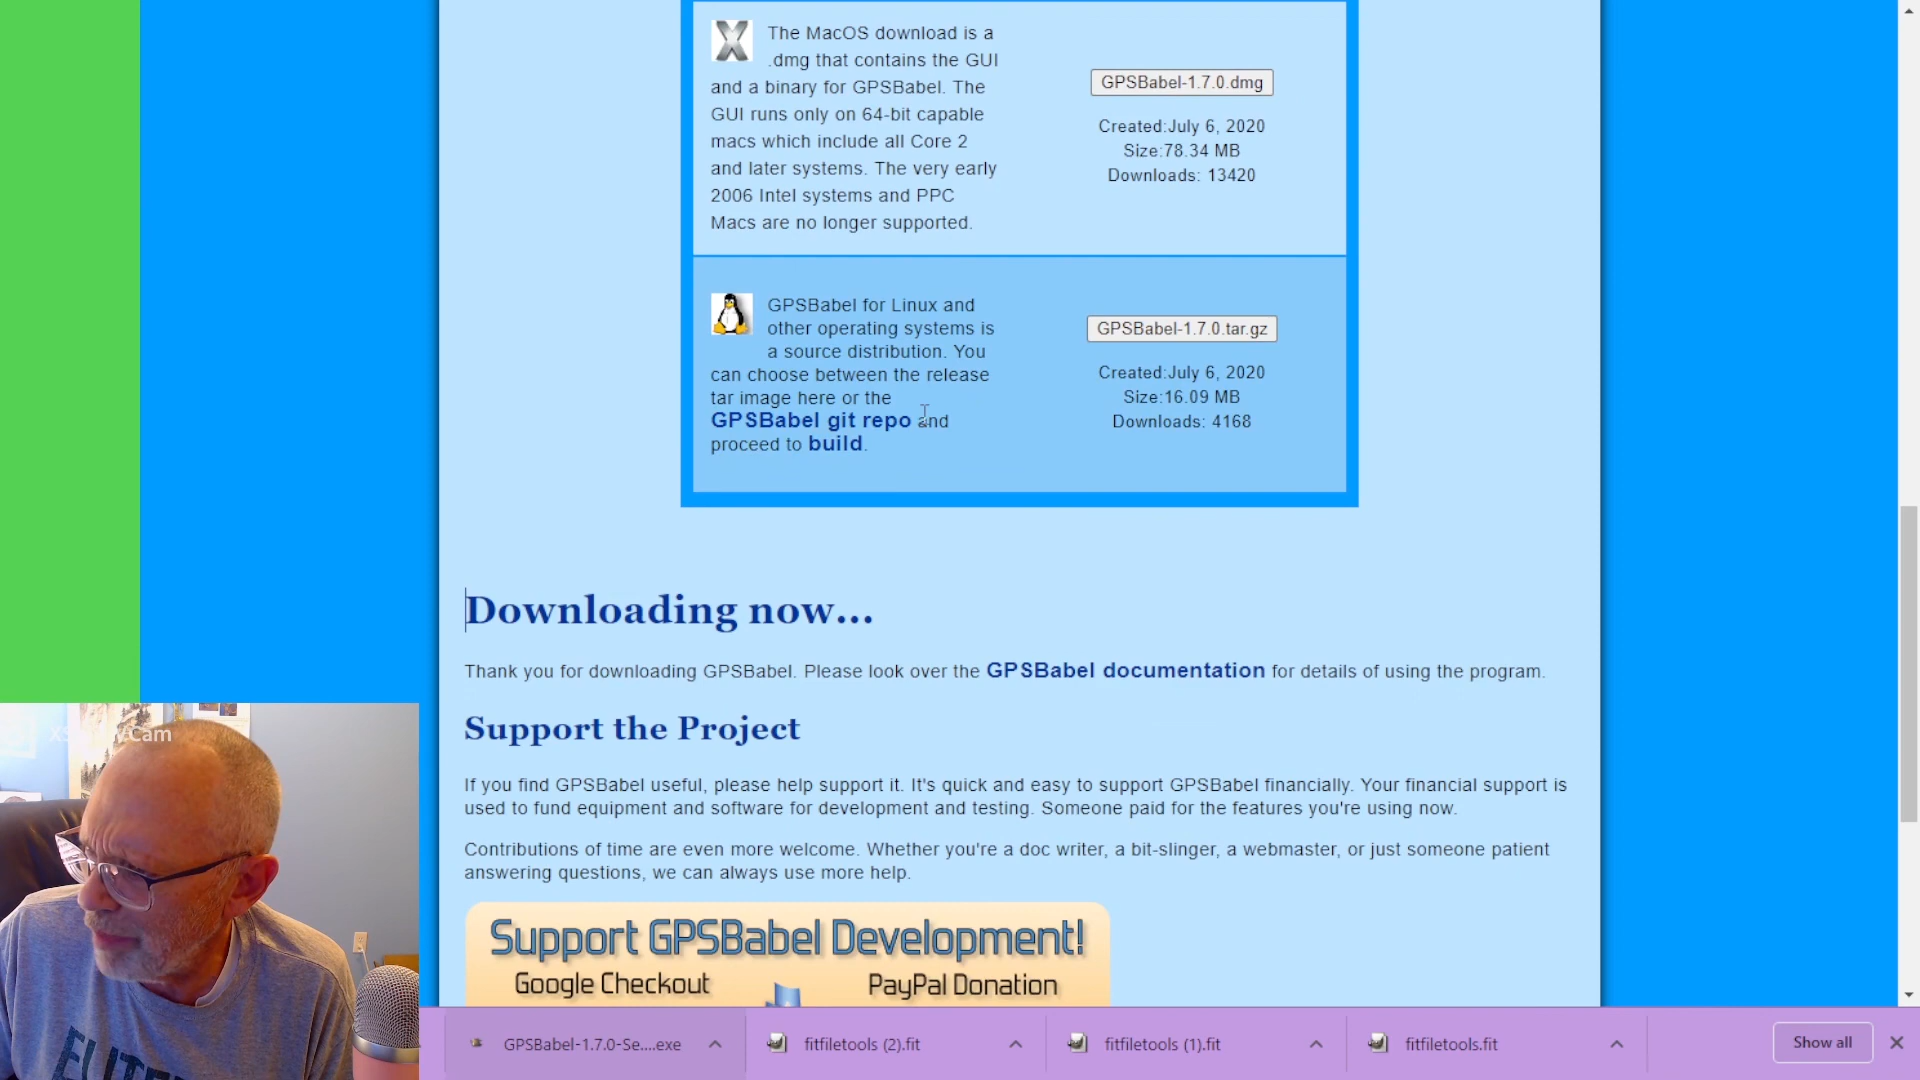 The MacOS download is a
.dmg that contains the GUI
and a binary for GPSBabel. The
GUI runs only on 64-bit capable
macs which include all Core 2
and later systems. The very early
2006 Intel systems and PPC
Macs are no longer supported.
GPSBabel-1.7.0.dmg
Created:July 6, 2020
Size:78.34 MB
Downloads: 13420
GPSBabel for Linux and
other operating systems is
a source distribution. You
can choose between the release
tar image here or the
GPSBabel git repo and
proceed to build.
GPSBabel-1.7.0.tar.gz
Created:July 6, 2020
Size:16.09 MB
Downloads: 4168
Downloading now...
Thank you for downloading GPSBabel. Please look over the GPSBabel documentation for details of using the program.
Support the Project
If you find GPSBabel useful, please help support it. It's quick and easy to support GPSBabel financially. Your financial support is
used to fund equipment and software for development and testing. Someone paid for the features you're using now.
Contributions of time are even more welcome. Whether you're a doc writer, a bit-slinger, a webmaster, or just someone patient
answering questions, we can always use more help.
Support GPSBabel Development!
Google Checkout
PayPal Donation
GPSBabel-1.7.0-Se....exe
fitfiletools (2).fit
fitfiletools (1).fit
fitfiletools.fit
Show all
Cam